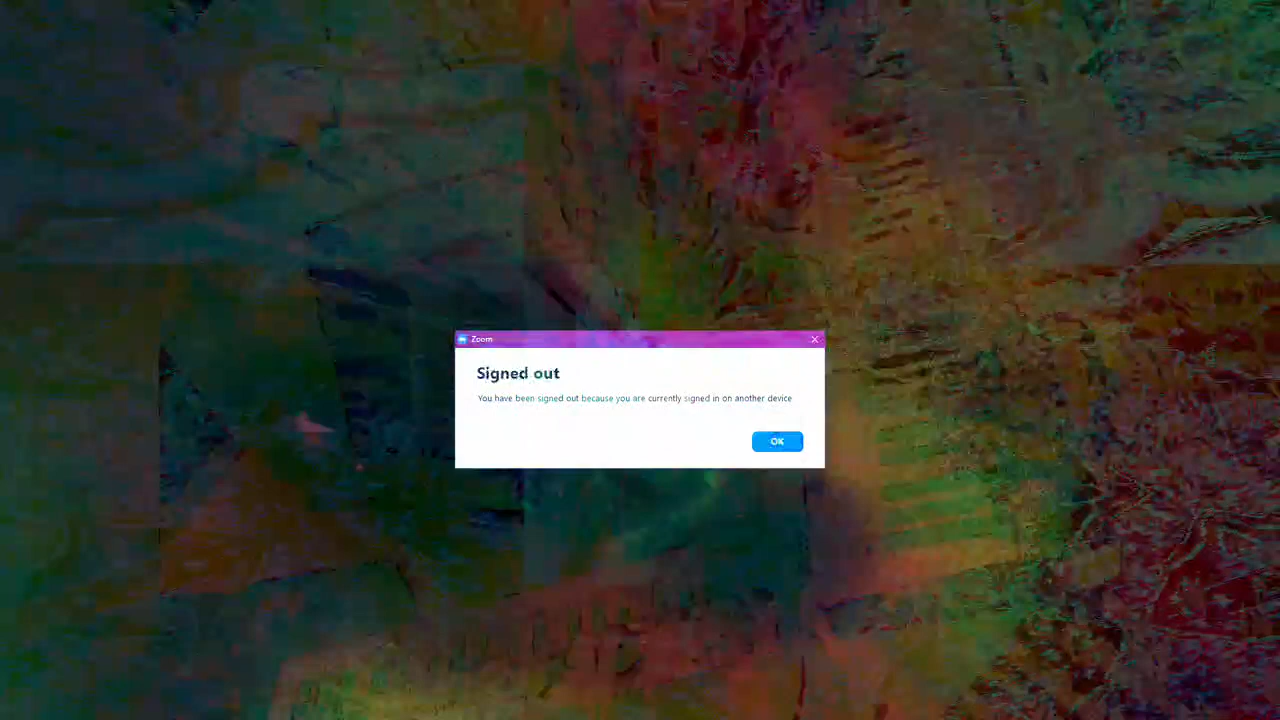 Zoom
Signed out
You have been signed out because you are currently signed in on another device
OK